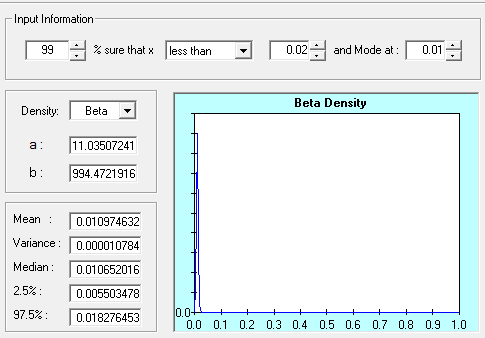 Input Information
99 % sure that x less than 0.02 and Mode at : 0.01
Density: Beta
a : 11.03507241
b : 994.4721916
Mean : 0.010974632
Variance : 0.000010784
Median : 0.010652016
2.5% : 0.005503478
97.5% : 0.018276453
Beta Density
0.0
0.0 0.1 0.2 0.3 0.4 0.5 0.6 0.7 0.8 0.9 1.0